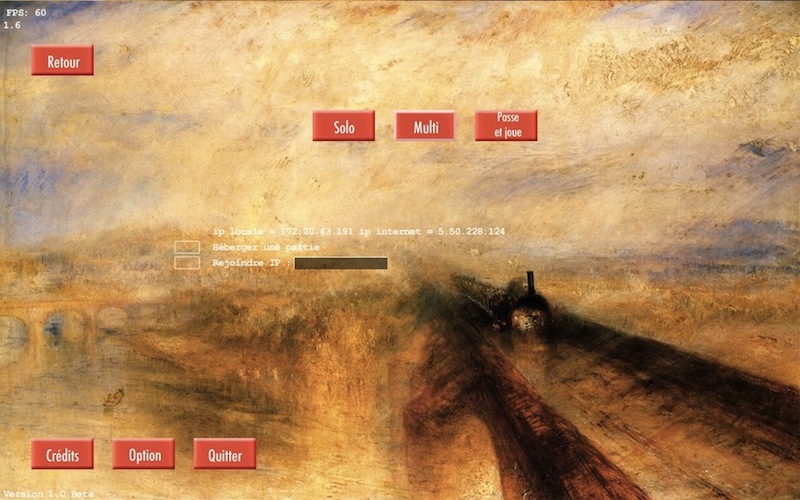 FPS: 60
1.6
Retour
Solo
Multi
Passe
et joue
ip locale = 172.20.43.191 ip internet = 5.50.228.124
Héberger une partie
Rejoindre IP :
Crédits
Option
Quitter
Version 1.0 Beta